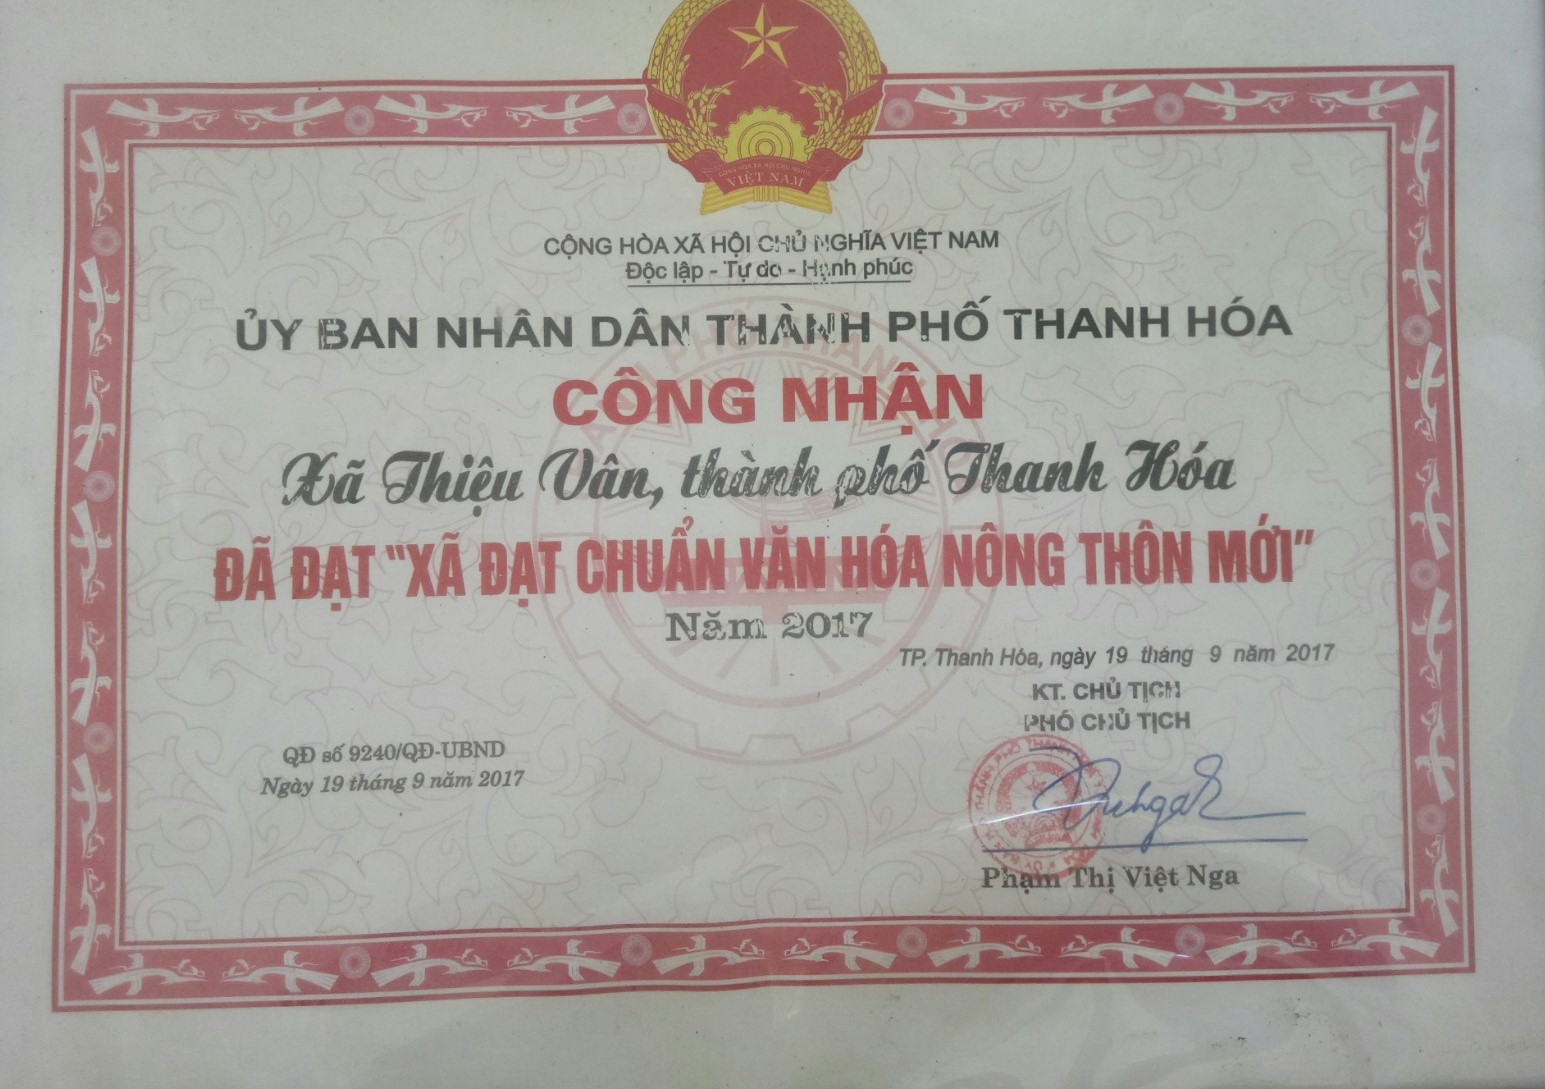 VIỆT NAM
CỘNG HÒA XÃ HỘI CHỦ NGHĨA VIỆT NAM
Độc lập - Tự do - Hạnh phúc
ỦY BAN NHÂN DÂN THÀNH PHỐ THANH HÓA
CÔNG NHẬN
Xã Thiệu Vân, thành phố Thanh Hóa
ĐÃ ĐẠT "XÃ ĐẠT CHUẨN VĂN HÓA NÔNG THÔN MỚI"
Năm 2017
TP. Thanh Hóa, ngày 19 tháng 9 năm 2017
KT. CHỦ TỊCH
PHÓ CHỦ TỊCH
QĐ số 9240/QĐ-UBND
Ngày 19 tháng 9 năm 2017
Phạm Thị Việt Nga